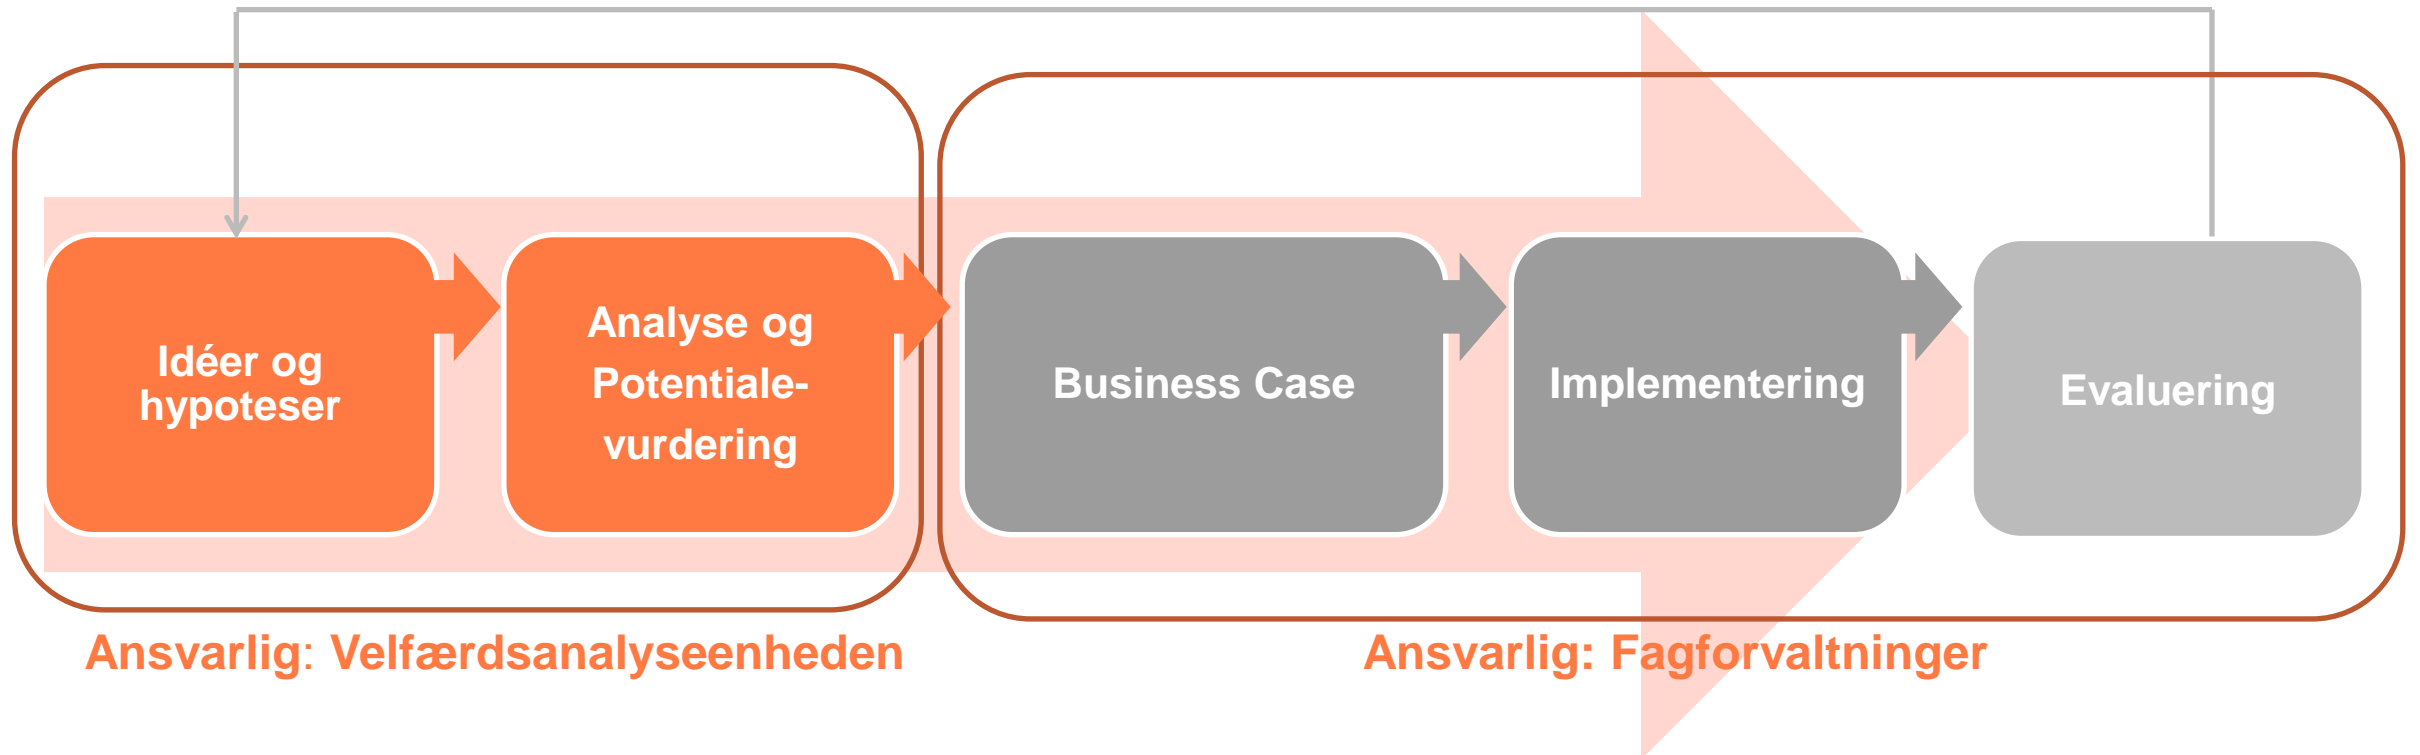 Idéer og
hypoteser
Analyse og
Potentiale-
vurdering
Business Case
Implementering
Evaluering
Ansvarlig: Velfærdsanalyseenheden
Ansvarlig: Fagforvaltninger